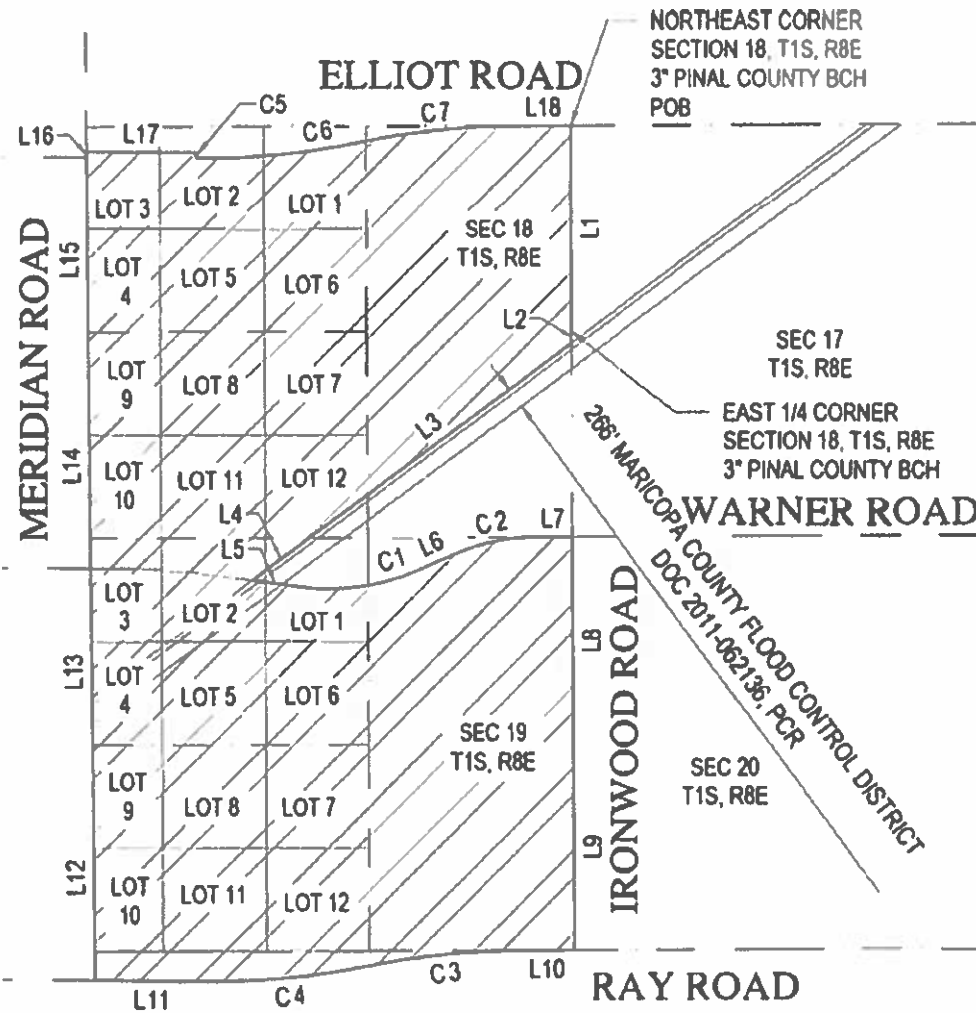 NORTHEAST CORNER
SECTION 18, T1S, R8E
3" PINAL COUNTY BCH
POB
ELLIOT ROAD
C5
C7
L18
L16
L17
C6
LOT 3
LOT 2
LOT 1
SEC 18
T1S, R8E
L1
MERIDIAN ROAD
L15
LOT
4
LOT 5
LOT 6
L2
SEC 17
T1S, R8E
LOT
9
LOT 8
LOT 7
L3
EAST 1/4 CORNER
SECTION 18, T1S, R8E
3" PINAL COUNTY BCH
266' MARICOPA COUNTY FLOOD CONTROL DISTRICT
DOC 2011-062136, PCR
L14
LOT
10
LOT 11
LOT 12
L4
WARNER ROAD
L5
C1
L6
C2
L7
LOT
3
LOT 2
LOT 1
IRONWOOD ROAD
L8
L13
LOT
4
LOT 5
LOT 6
SEC 19
T1S, R8E
SEC 20
T1S, R8E
LOT
9
LOT 8
LOT 7
L9
L12
LOT
10
LOT 11
LOT 12
L11
C4
C3
L10
RAY ROAD